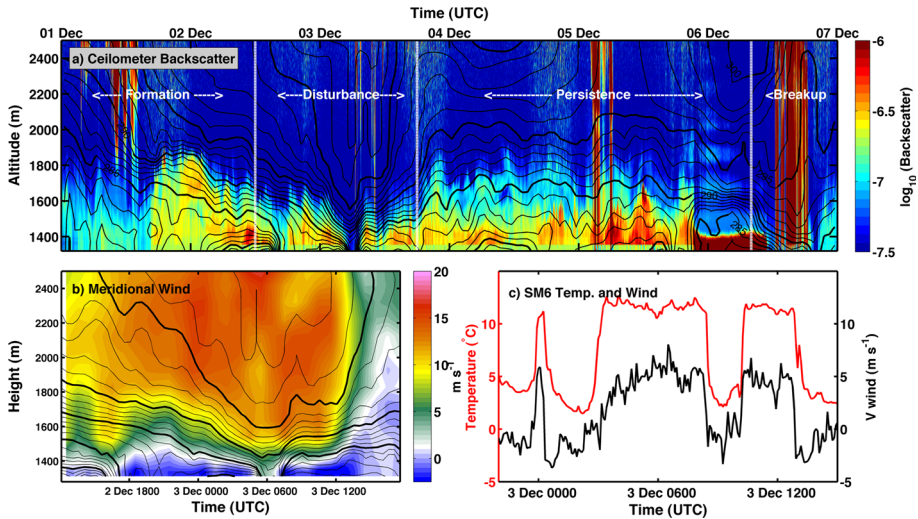 Time (UTC)
01 Dec 02 Dec 03 Dec 04 Dec 05 Dec 06 Dec 07 Dec
a) Ceilometer Backscatter
<--- Formation ----> <--- Disturbance ----> <------------ Persistence ------------> <--Breakup
Altitude (m)
2400
2200
2000
1800
1600
1400
-6
-6.5
-7
-7.5
log10 (Backscatter)
b) Meridional Wind
Height (m)
2400
2200
2000
1800
1600
1400
2 Dec 1800 3 Dec 0000 3 Dec 0600 3 Dec 1200
Time (UTC)
20
15
10
5
0
m s-1
c) SM6 Temp. and Wind
Temperature (°C)
10
5
0
-5
10
5
0
-5
V wind (m s-1)
3 Dec 0000 3 Dec 0600 3 Dec 1200
Time (UTC)